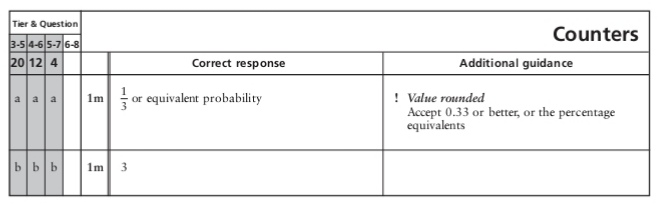 Tier & Question
Counters
3-5 4-6 5-7 6-8
20 12 4 Correct response Additional guidance
a a a 1m 1/3 or equivalent probability ! Value rounded
Accept 0.33 or better, or the percentage
equivalents
b b b 1m 3